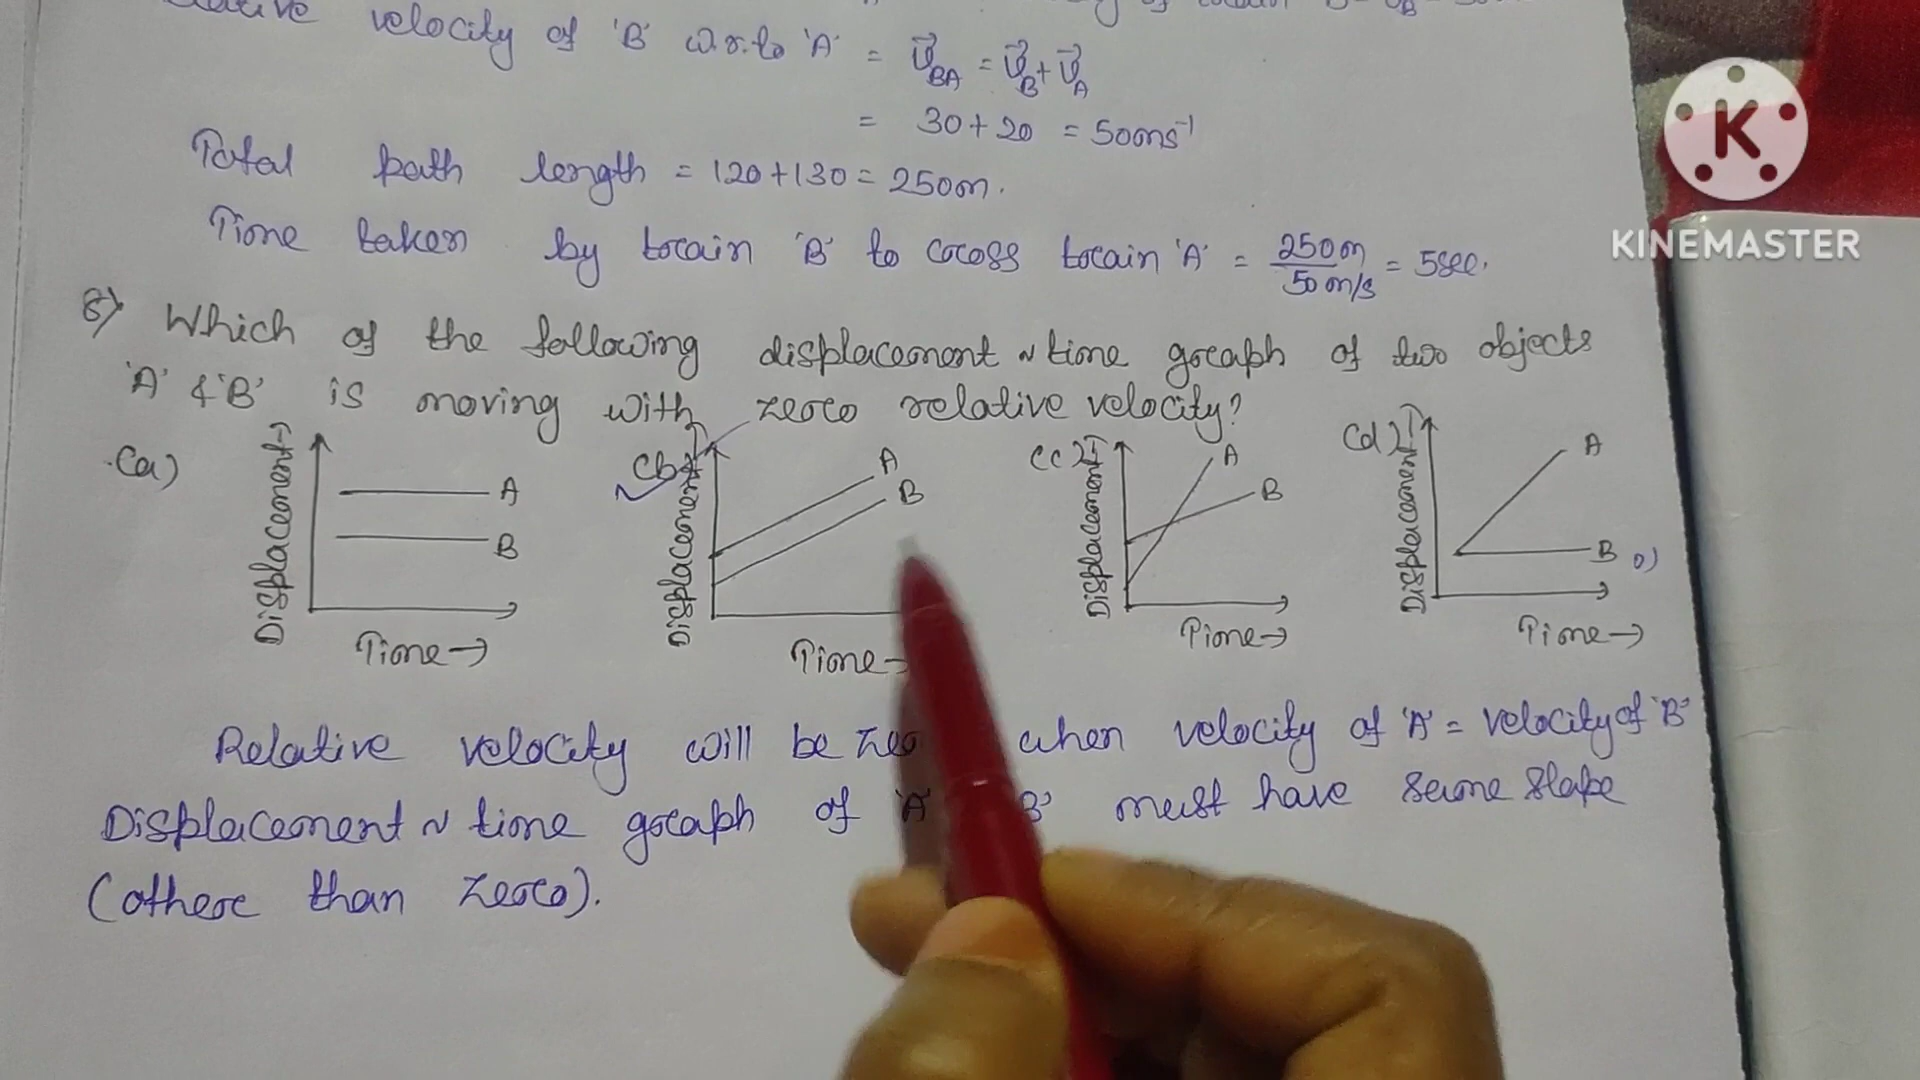 velocity of 'B' w.r.to 'A' = V⃗BA = V⃗B + V⃗A
= 30 + 20 = 50ms⁻¹
Total path length = 120 + 130 = 250m.
Time taken by train 'B' to cross train 'A' = 250m / 50m/s = 5sec.
8) Which of the following displacement ~ time graph of two objects
'A' & 'B' is moving with zero relative velocity?
(a) Displacement→ A B Time→
(b) Displacement→ A B Time→
(c) Displacement→ A B Time→
(d) Displacement→ A B Time→
Relative velocity will be when velocity of 'A' = velocity of 'B'
Displacement ~ time graph of 'A' B' must have same slope
(other than zero).
K
KINEMASTER